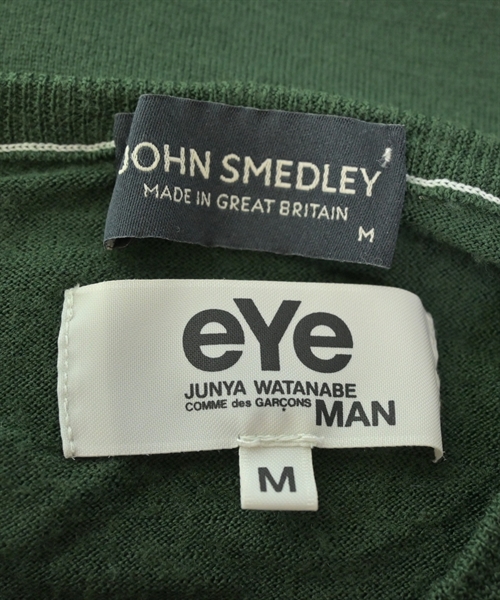 JOHN SMEDLEY
MADE IN GREAT BRITAIN
M
eYe
JUNYA WATANABE
COMME des GARÇONS MAN
M